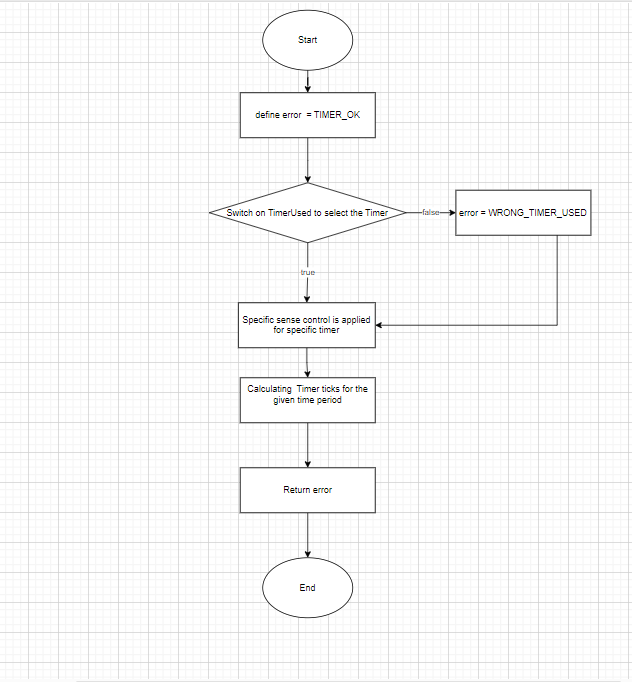 Start
define error = TIMER_OK
Switch on TimerUsed to select the Timer
false
error = WRONG_TIMER_USED
true
Specific sense control is applied
for specific timer
Calculating Timer ticks for the
given time period
Return error
End